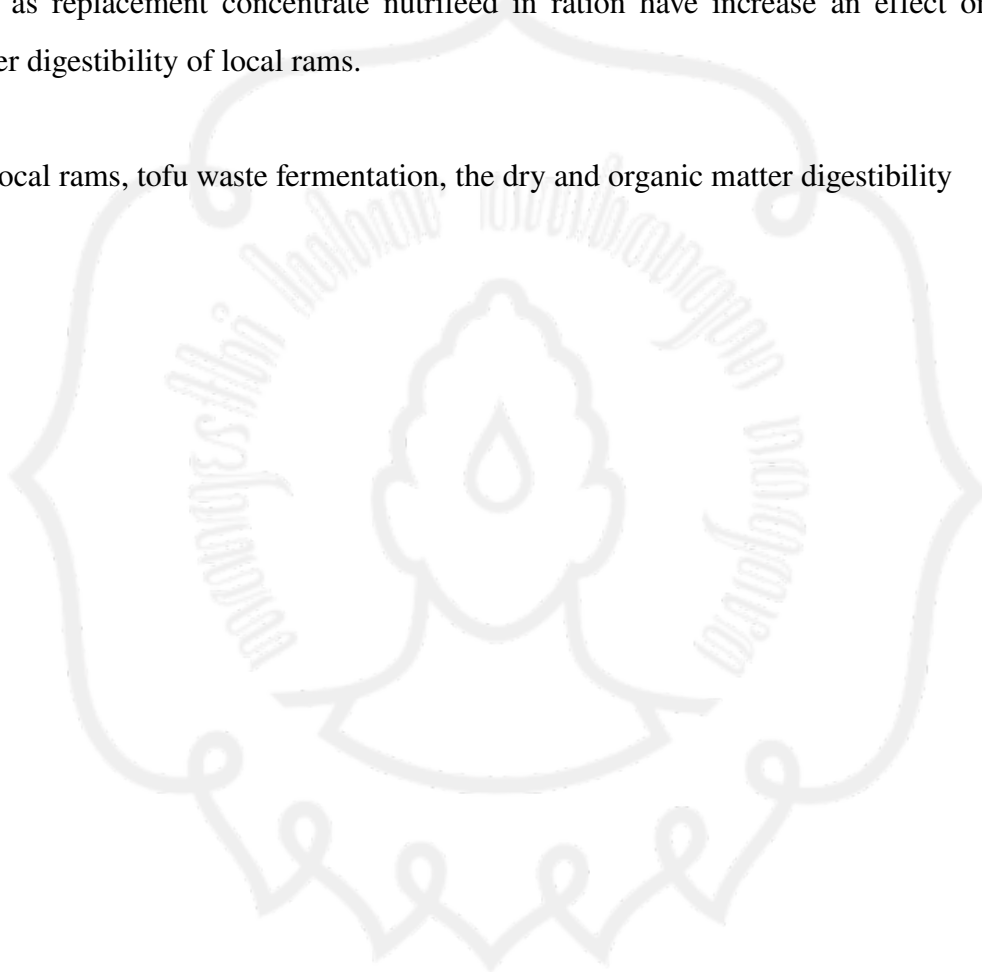 as replacement concentrate nutrifeed in ration have increase an effect
er digestibility of local rams.
ocal rams, tofu waste fermentation, the dry and organic matter digestibility